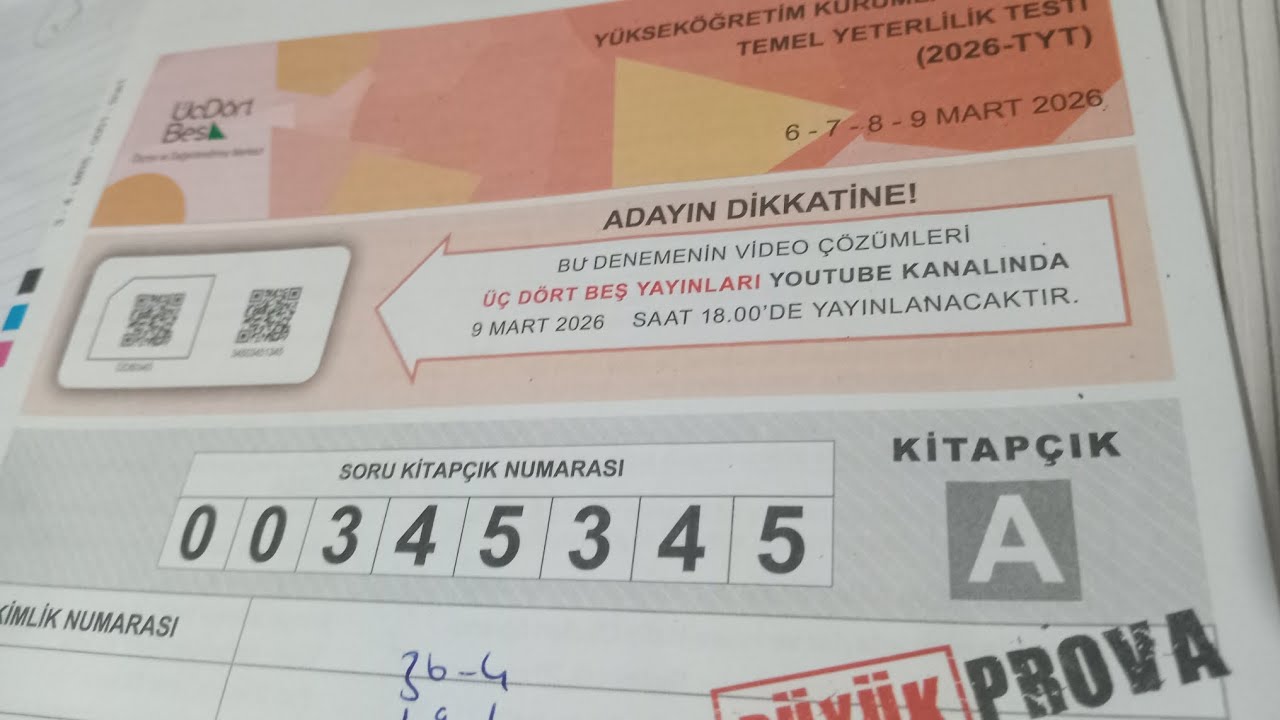 YÜKSEKÖĞRETİM
TEMEL YETERLİLİK TESTİ
(2026-TYT)
6 - 7 - 8 - 9 MART 2026
ÜçDört
Beş
ADAYIN DİKKATİNE!
BU DENEMENİN VİDEO ÇÖZÜMLERİ
ÜÇ DÖRT BEŞ YAYINLARI YOUTUBE KANALINDA
9 MART 2026 SAAT 18.00'DE YAYINLANACAKTIR.
SORU KİTAPÇIK NUMARASI
0 0 3 4 5 3 4 5
KİTAPÇIK
A
KİMLİK NUMARASI
36-4
BÜYÜK PROVA